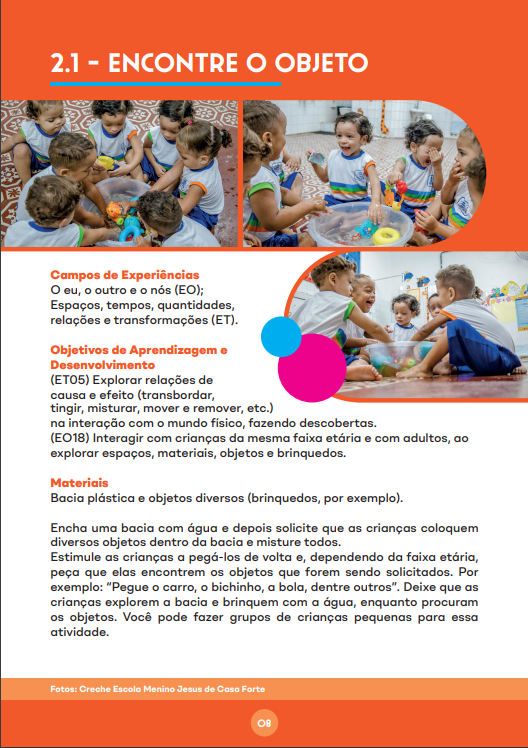 2.1 - ENCONTRE O OBJETO
Campos de Experiências
O eu, o outro e o nós (EO);
Espaços, tempos, quantidades,
relações e transformações (ET).
Objetivos de Aprendizagem e
Desenvolvimento
(ET05) Explorar relações de
causa e efeito (transbordar,
tingir, misturar, mover e remover, etc.)
na interação com o mundo físico, fazendo descobertas.
(EO18) Interagir com crianças da mesma faixa etária e com adultos, ao
explorar espaços, materiais, objetos e brinquedos.
Materiais
Bacia plástica e objetos diversos (brinquedos, por exemplo).
Encha uma bacia com água e depois solicite que as crianças coloquem
diversos objetos dentro da bacia e misture todos.
Estimule as crianças a pegá-los de volta e, dependendo da faixa etária,
peça que elas encontrem os objetos que forem sendo solicitados. Por
exemplo: “Pegue o carro, o bichinho, a bola, dentre outros”. Deixe que as
crianças explorem a bacia e brinquem com a água, enquanto procuram
os objetos. Você pode fazer grupos de crianças pequenas para essa
atividade.
Fotos: Creche Escola Menino Jesus de Casa Forte
08